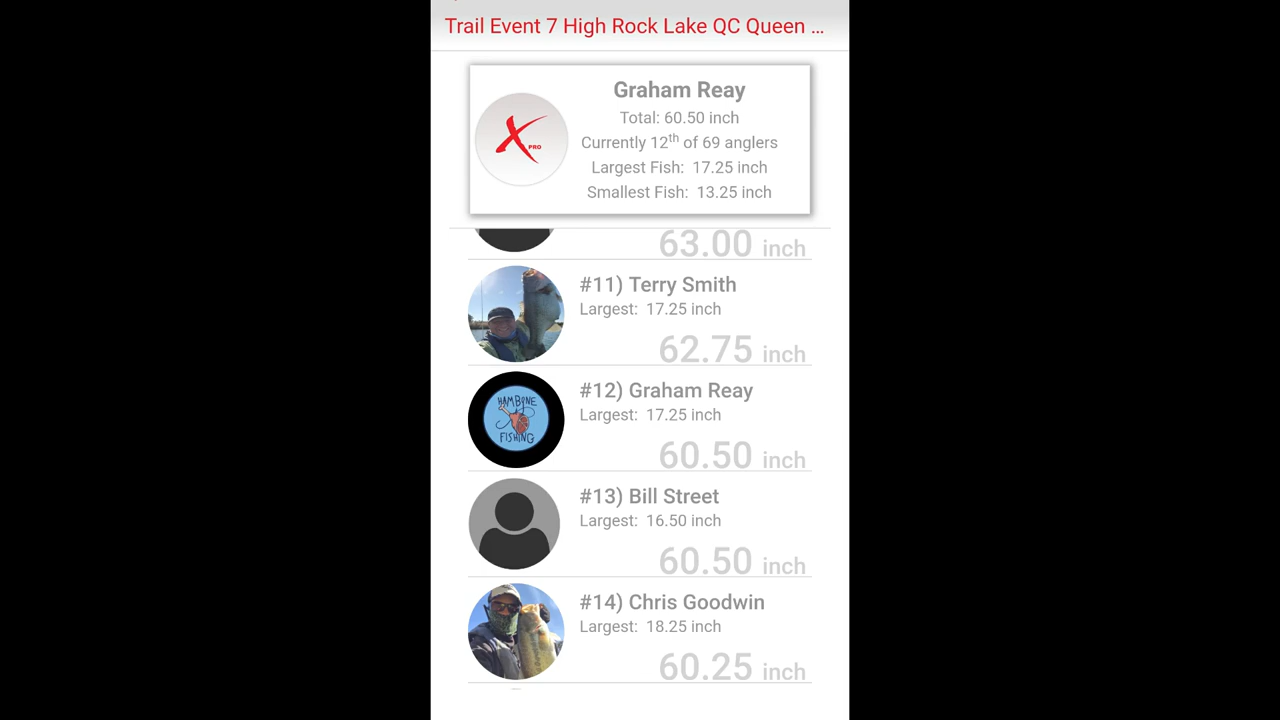 Trail Event 7 High Rock Lake QC Queen ...
Graham Reay
Total: 60.50 inch
Currently 12th of 69 anglers
Largest Fish: 17.25 inch
Smallest Fish: 13.25 inch
X PRO
63.00 inch
#11) Terry Smith
Largest: 17.25 inch
62.75 inch
#12) Graham Reay
Largest: 17.25 inch
HAMBONE
FISHING
60.50 inch
#13) Bill Street
Largest: 16.50 inch
60.50 inch
#14) Chris Goodwin
Largest: 18.25 inch
60.25 inch